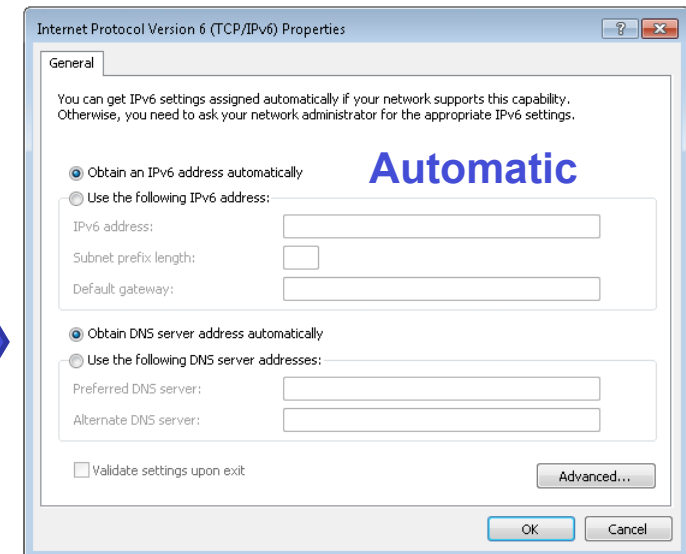 Internet Protocol Version 6 (TCP/IPv6) Properties
General
You can get IPv6 settings assigned automatically if your network supports this capability.
Otherwise, you need to ask your network administrator for the appropriate IPv6 settings.
Automatic
Obtain an IPv6 address automatically
Use the following IPv6 address:
IPv6 address:
Subnet prefix length:
Default gateway:
Obtain DNS server address automatically
Use the following DNS server addresses:
Preferred DNS server:
Alternate DNS server:
Validate settings upon exit
Advanced...
OK Cancel